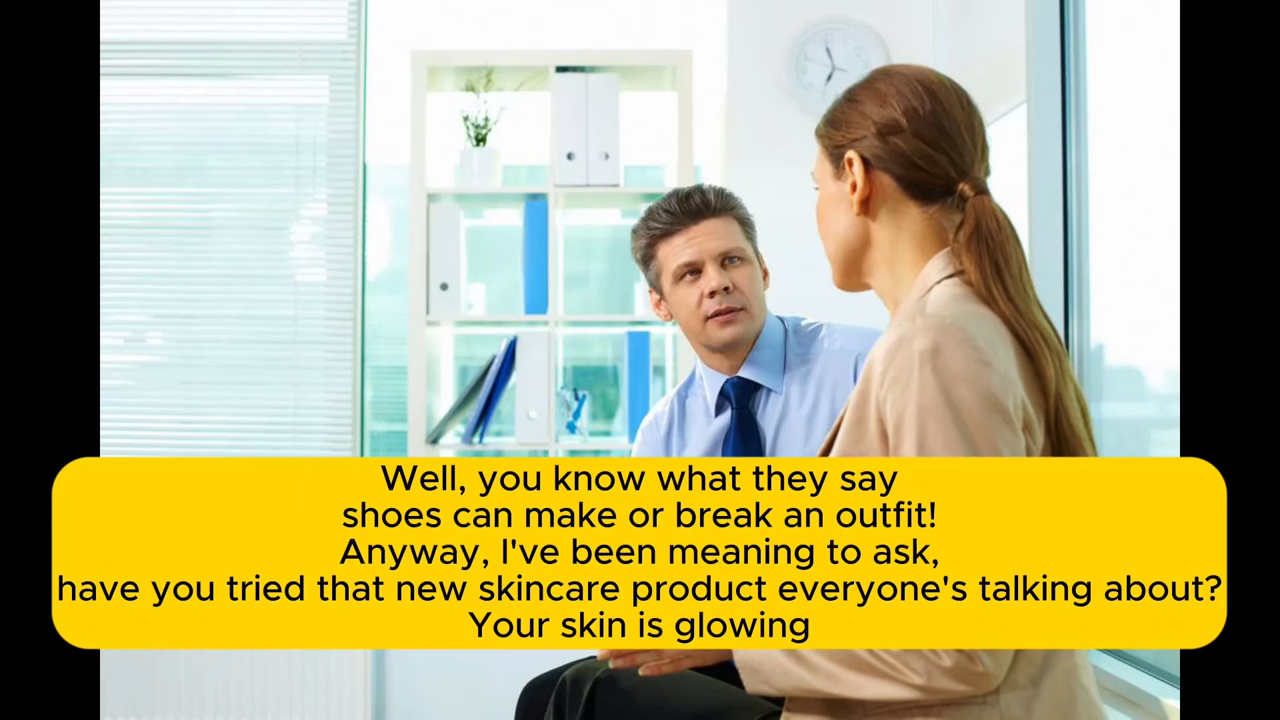 Well, you know what they say
shoes can make or break an outfit!
Anyway, I've been meaning to ask,
have you tried that new skincare product everyone's talking about?
Your skin is glowing